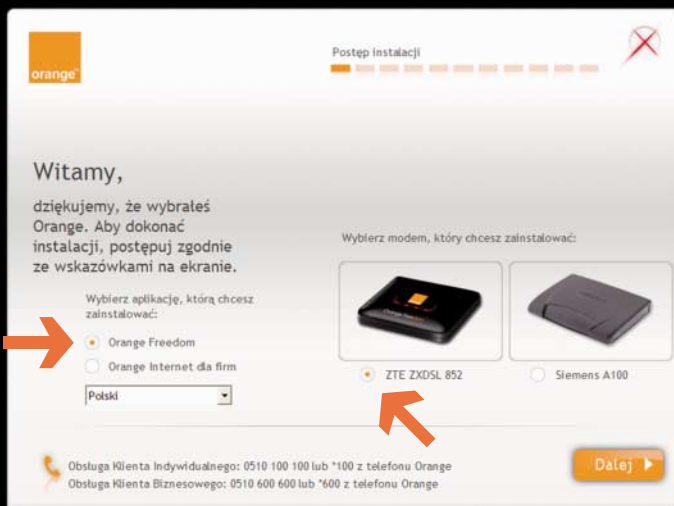 orange™
Postęp instalacji
Witamy,
dziękujemy, że wybrałeś
Orange. Aby dokonać
instalacji, postępuj zgodnie
ze wskazówkami na ekranie.
Wybierz aplikację, którą chcesz
zainstalować:
Orange Freedom
Orange Internet dla firm
Polski
Wybierz modem, który chcesz zainstalować:
ZTE ZXDSL 852
Siemens A100
Obsługa Klienta Indywidualnego: 0510 100 100 lub *100 z telefonu Orange
Obsługa Klienta Biznesowego: 0510 600 600 lub *600 z telefonu Orange
Dalej